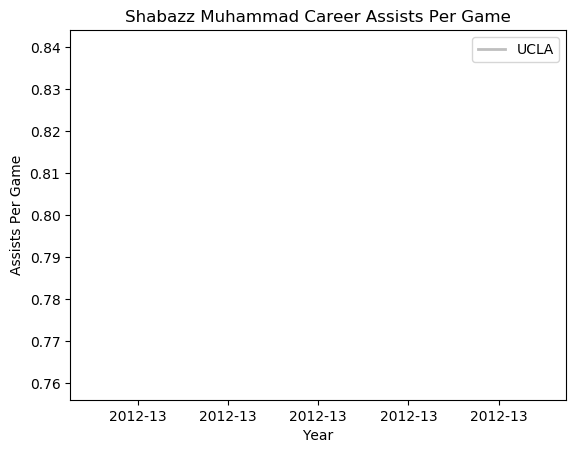 Shabazz Muhammad Career Assists Per Game
UCLA
0.84
0.83
0.82
0.81
0.80
0.79
0.78
0.77
0.76
Assists Per Game
2012-13 2012-13 2012-13 2012-13 2012-13
Year